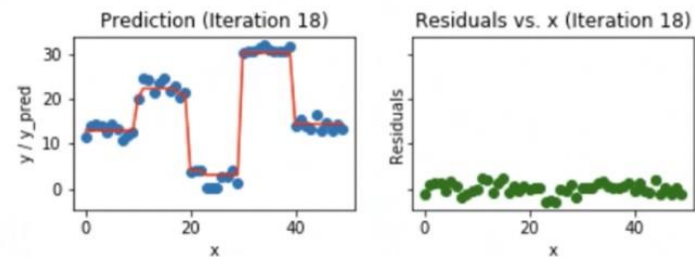 Prediction (Iteration 18)
y / y_pred
30
20
10
0
0
20
40
x
Residuals vs. x (Iteration 18)
Residuals
0
20
40
x